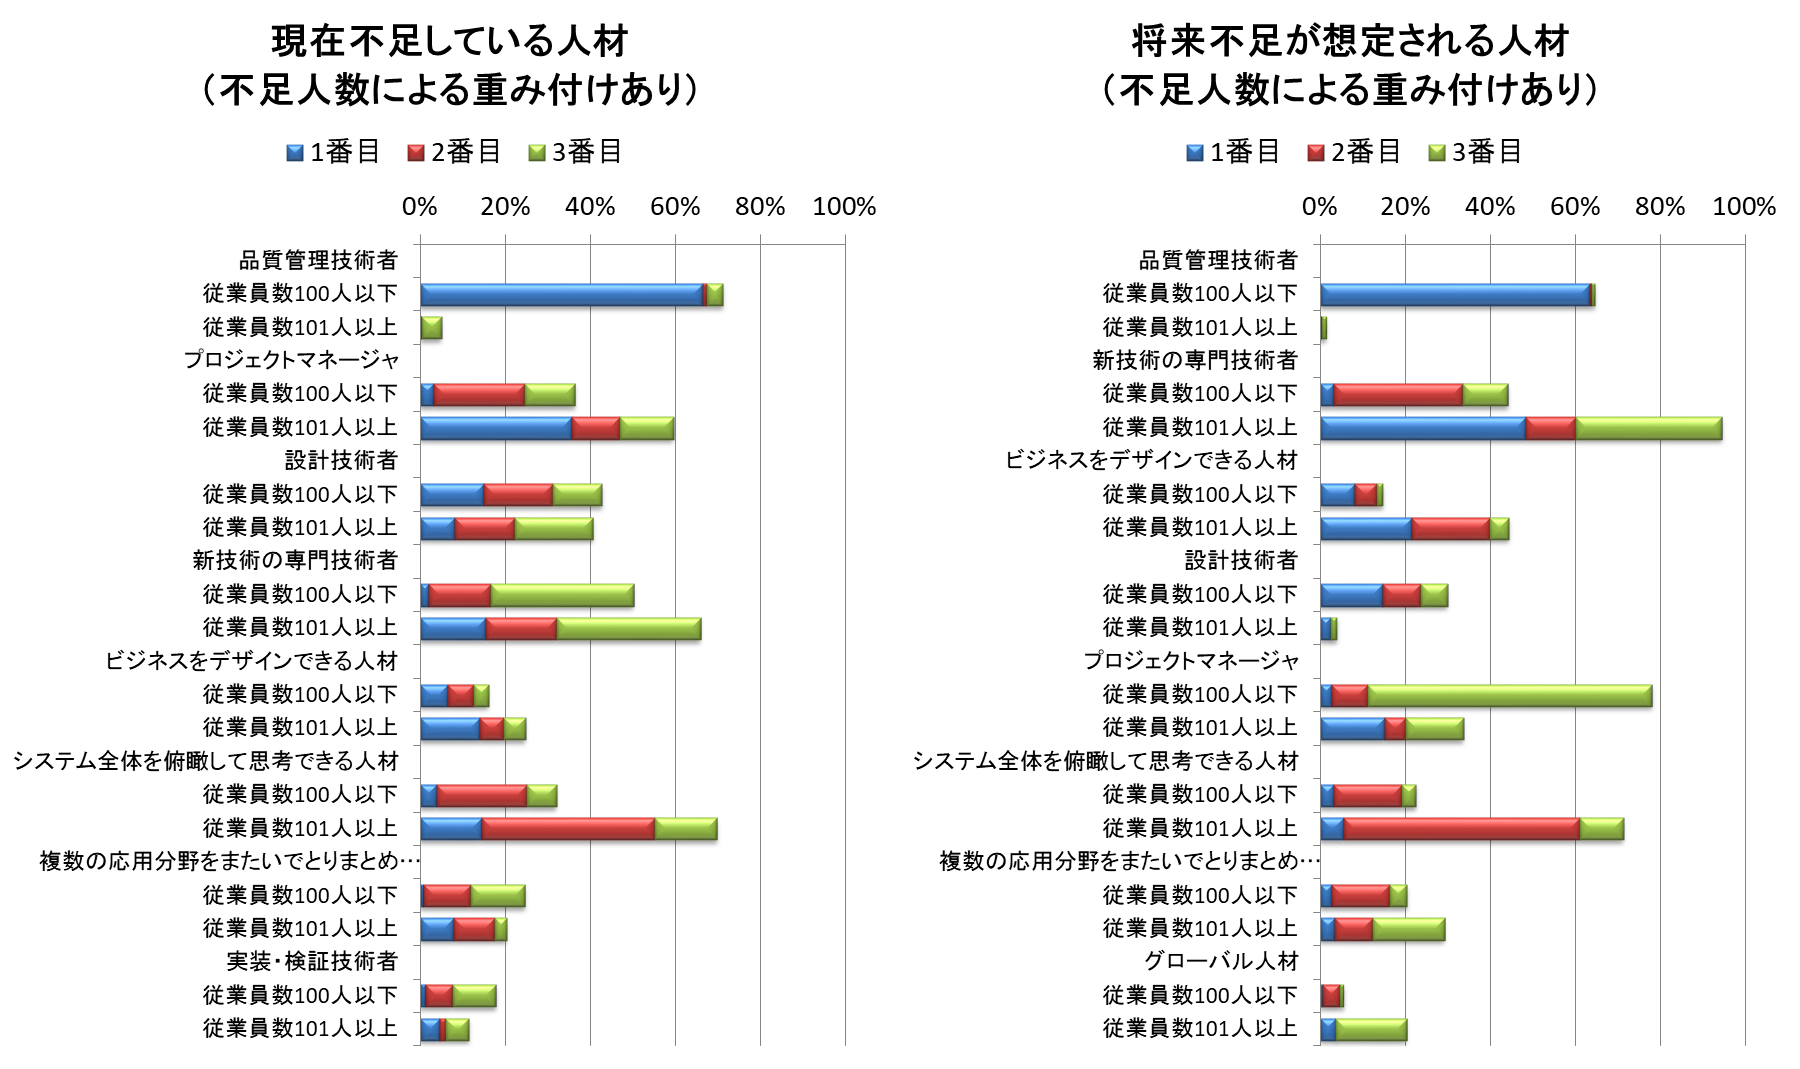 現在不足している人材
（不足人数による重み付けあり）
1番目 2番目 3番目
0% 20% 40% 60% 80% 100%
品質管理技術者
従業員数100人以下
従業員数101人以上
プロジェクトマネージャ
従業員数100人以下
従業員数101人以上
設計技術者
従業員数100人以下
従業員数101人以上
新技術の専門技術者
従業員数100人以下
従業員数101人以上
ビジネスをデザインできる人材
従業員数100人以下
従業員数101人以上
システム全体を俯瞰して思考できる人材
従業員数100人以下
従業員数101人以上
複数の応用分野をまたいでとりまとめ…
従業員数100人以下
従業員数101人以上
実装・検証技術者
従業員数100人以下
従業員数101人以上
将来不足が想定される人材
（不足人数による重み付けあり）
1番目 2番目 3番目
0% 20% 40% 60% 80% 100%
品質管理技術者
従業員数100人以下
従業員数101人以上
新技術の専門技術者
従業員数100人以下
従業員数101人以上
ビジネスをデザインできる人材
従業員数100人以下
従業員数101人以上
設計技術者
従業員数100人以下
従業員数101人以上
プロジェクトマネージャ
従業員数100人以下
従業員数101人以上
システム全体を俯瞰して思考できる人材
従業員数100人以下
従業員数101人以上
複数の応用分野をまたいでとりまとめ…
従業員数100人以下
従業員数101人以上
グローバル人材
従業員数100人以下
従業員数101人以上